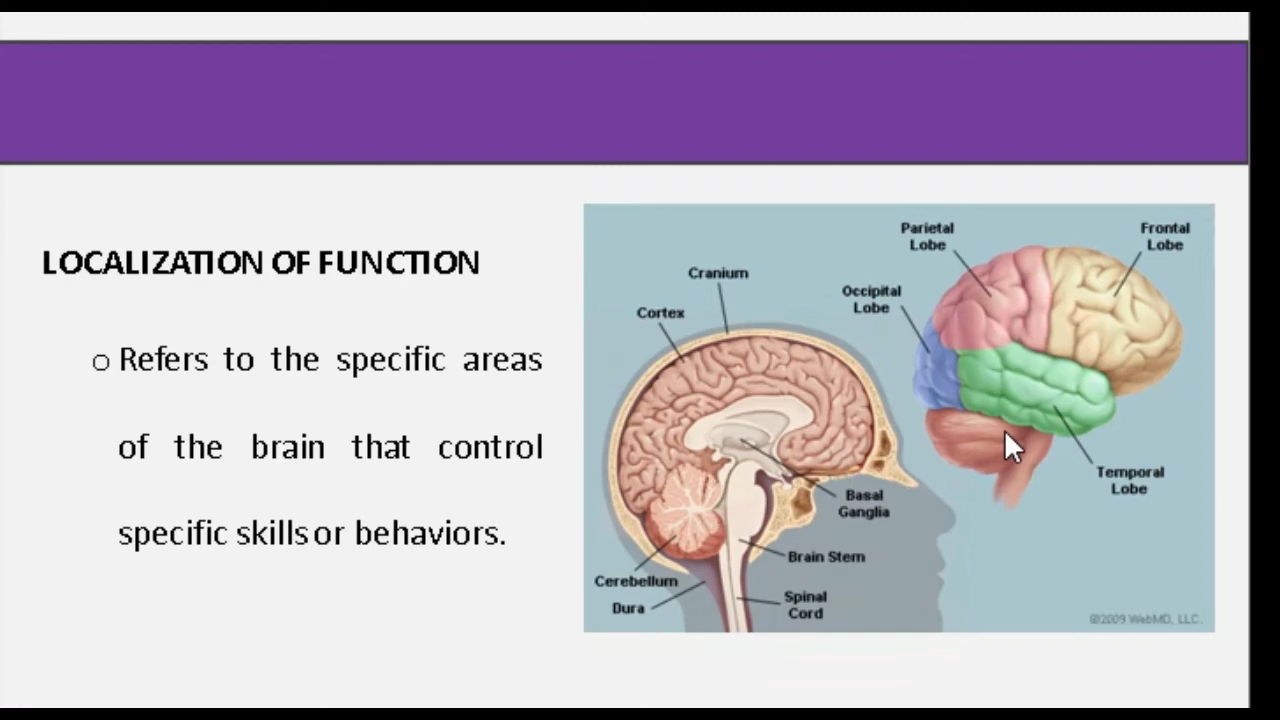 LOCALIZATION OF FUNCTION
○ Refers to the specific areas
of the brain that control
specific skills or behaviors.
Parietal
Lobe
Frontal
Lobe
Occipital
Lobe
Cranium
Cortex
Temporal
Lobe
Basal
Ganglia
Brain Stem
Cerebellum
Spinal
Cord
Dura
©2009 WebMD, LLC.